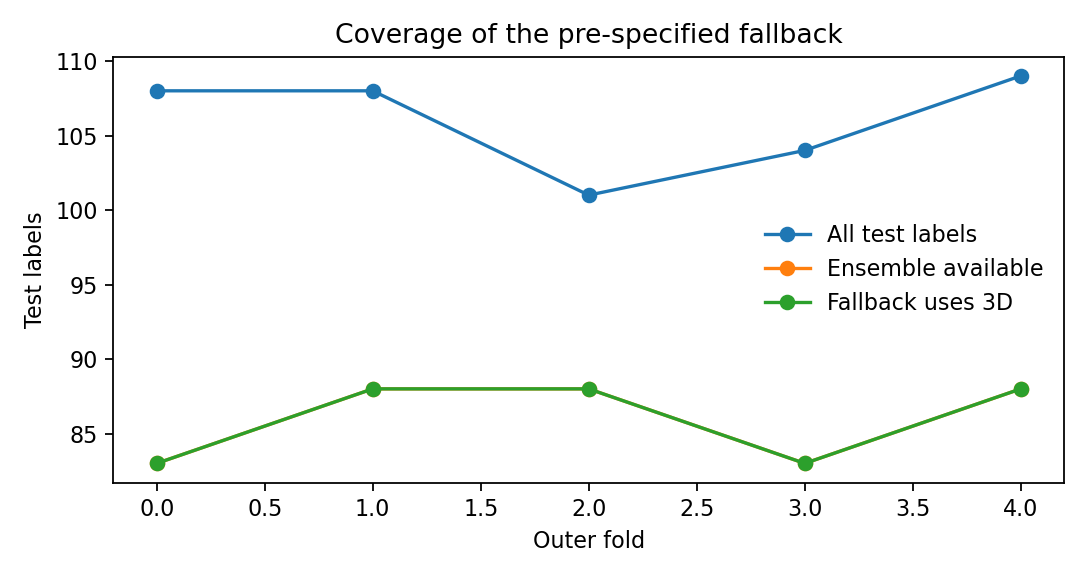 Coverage of the pre-specified fallback
110
105
100
95
90
85
Test labels
All test labels
Ensemble available
Fallback uses 3D
0.0 0.5 1.0 1.5 2.0 2.5 3.0 3.5 4.0
Outer fold